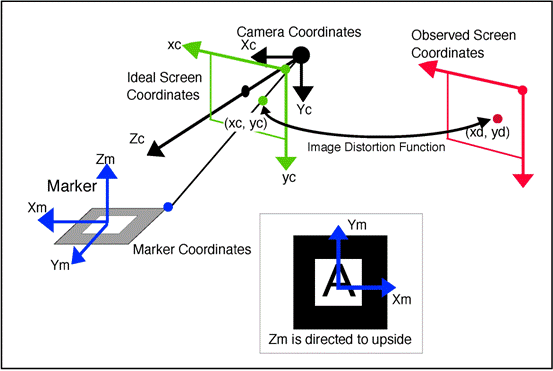 Camera Coordinates
xc
Xc
Observed Screen
Coordinates
Ideal Screen
Coordinates
Yc
(xc, yc)
(xd, yd)
Zc
Image Distortion Function
Zm
yc
Marker
Xm
Ym
Marker Coordinates
Ym
A
Xm
Zm is directed to upside